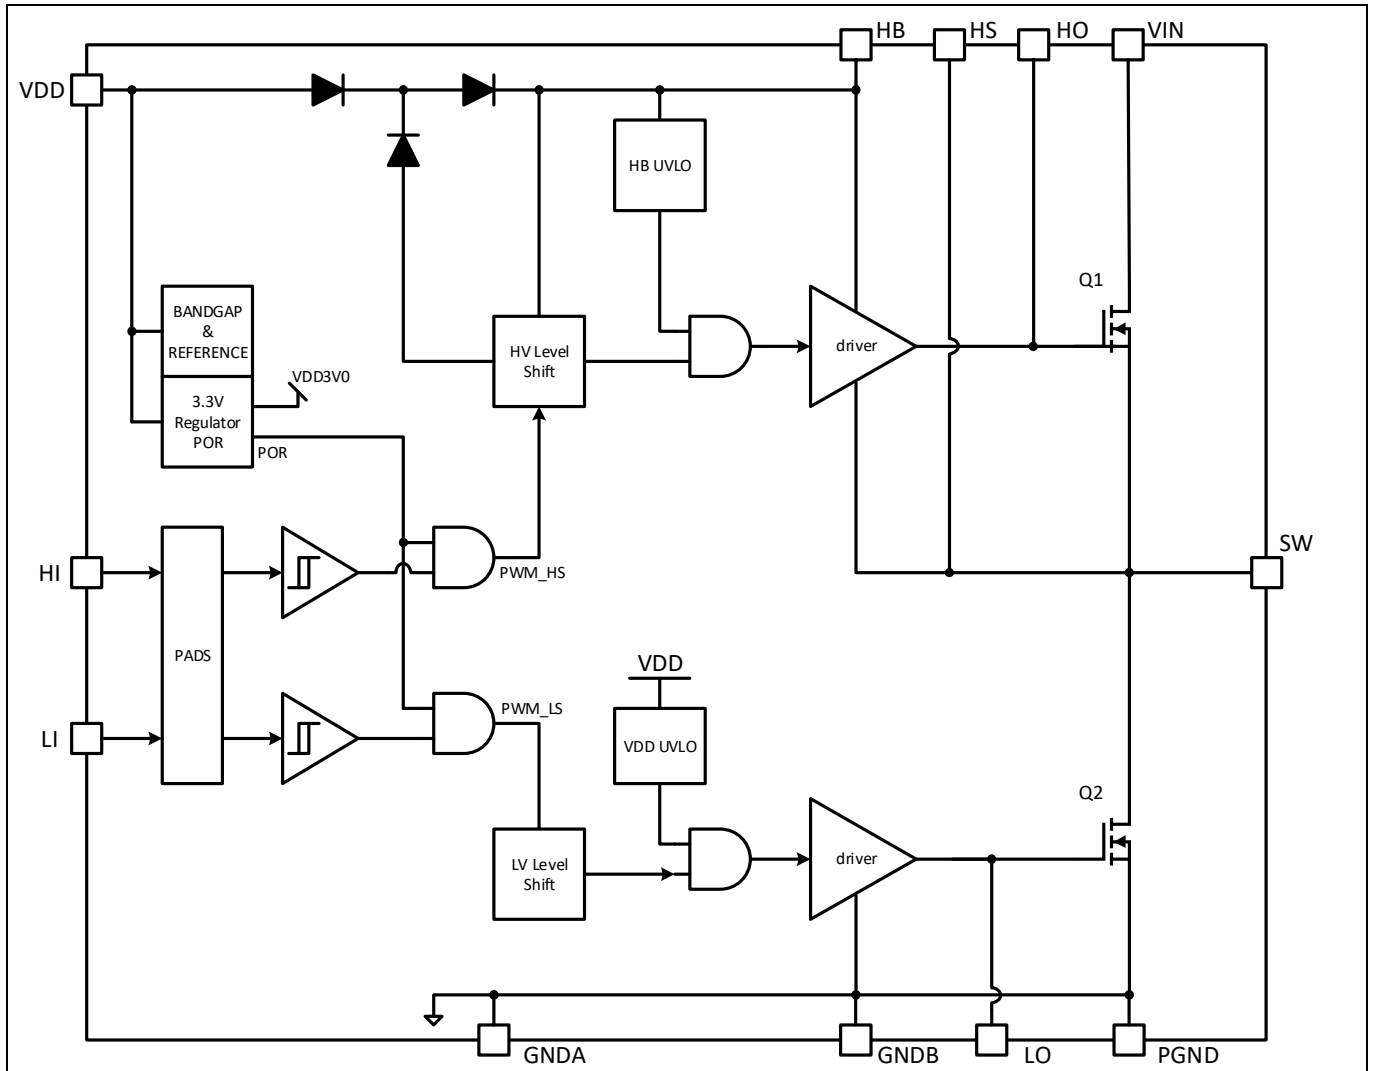 HB
HS
HO
VIN
VDD
HB UVLO
Q1
BANDGAP
&
REFERENCE
HV Level
Shift
driver
VDD3V0
3.3V
Regulator
POR
POR
SW
HI
PWM_HS
PADS
VDD
LI
PWM_LS
VDD UVLO
Q2
LV Level
Shift
driver
GNDA
GNDB
LO
PGND